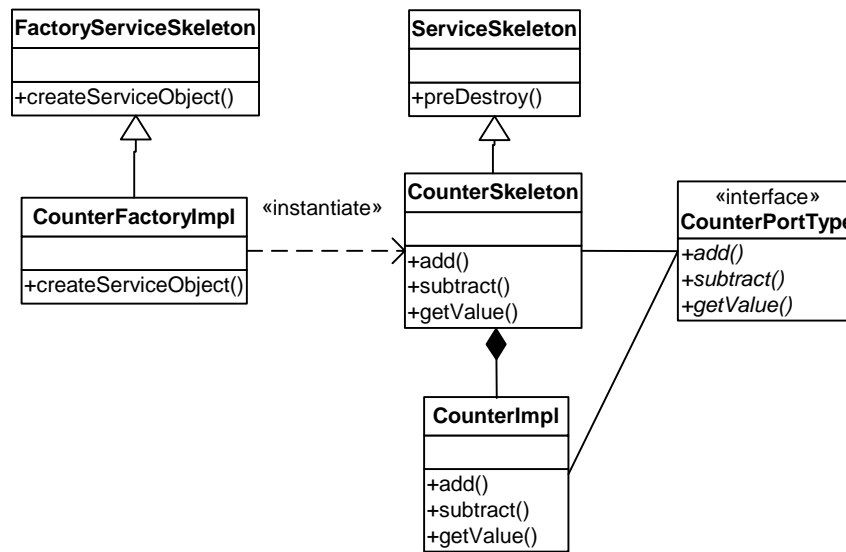 FactoryServiceSkeleton
+createServiceObject()
ServiceSkeleton
+preDestroy()
CounterFactoryImpl
+createServiceObject()
«instantiate»
CounterSkeleton
+add()
+subtract()
+getValue()
«interface»
CounterPortType
+add()
+subtract()
+getValue()
CounterImpl
+add()
+subtract()
+getValue()